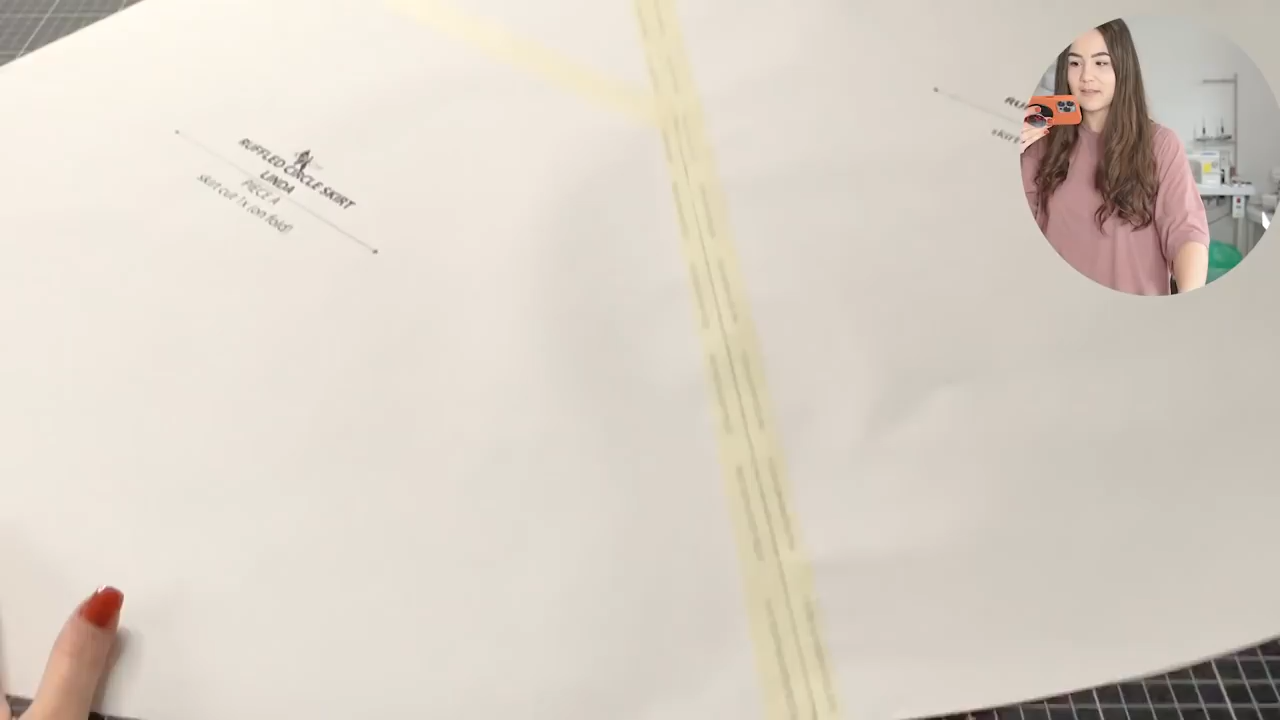 RUFFLED CIRCLE SKIRT
LINDA
PIECE A
skirt cut 1x (on fold)